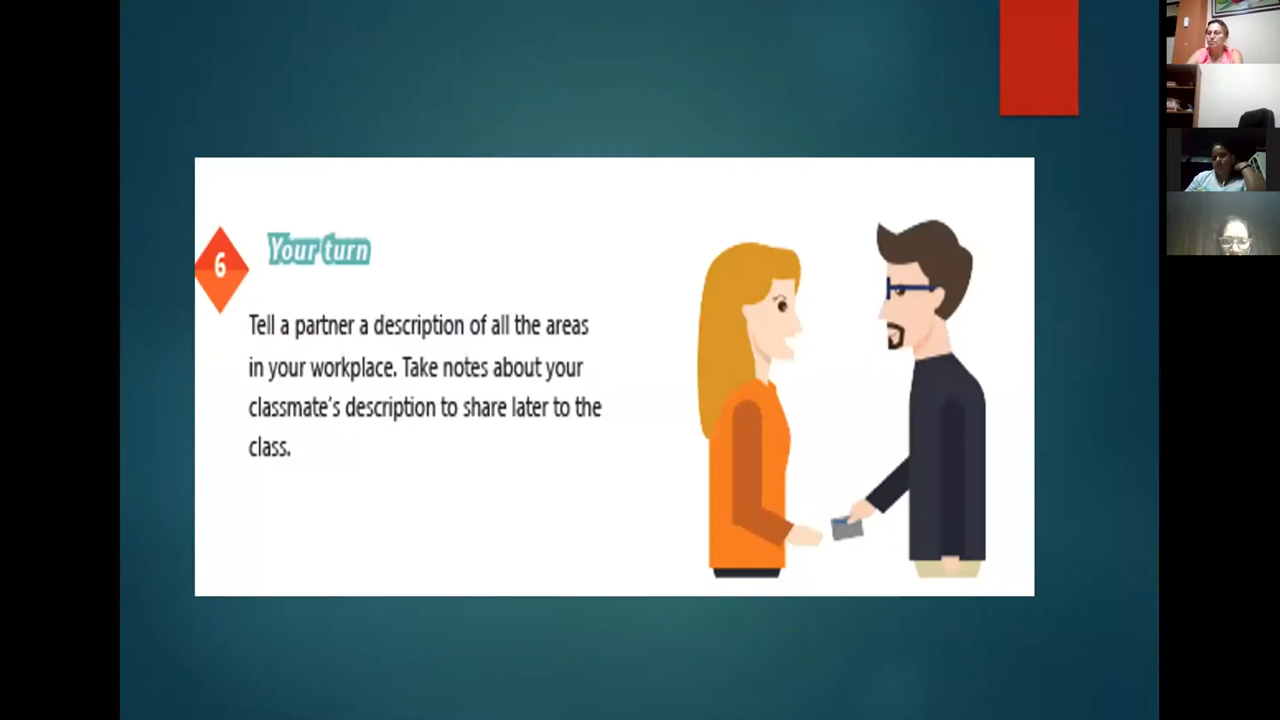 6
Your turn
Tell a partner a description of all the areas
in your workplace. Take notes about your
classmate's description to share later to the
class.